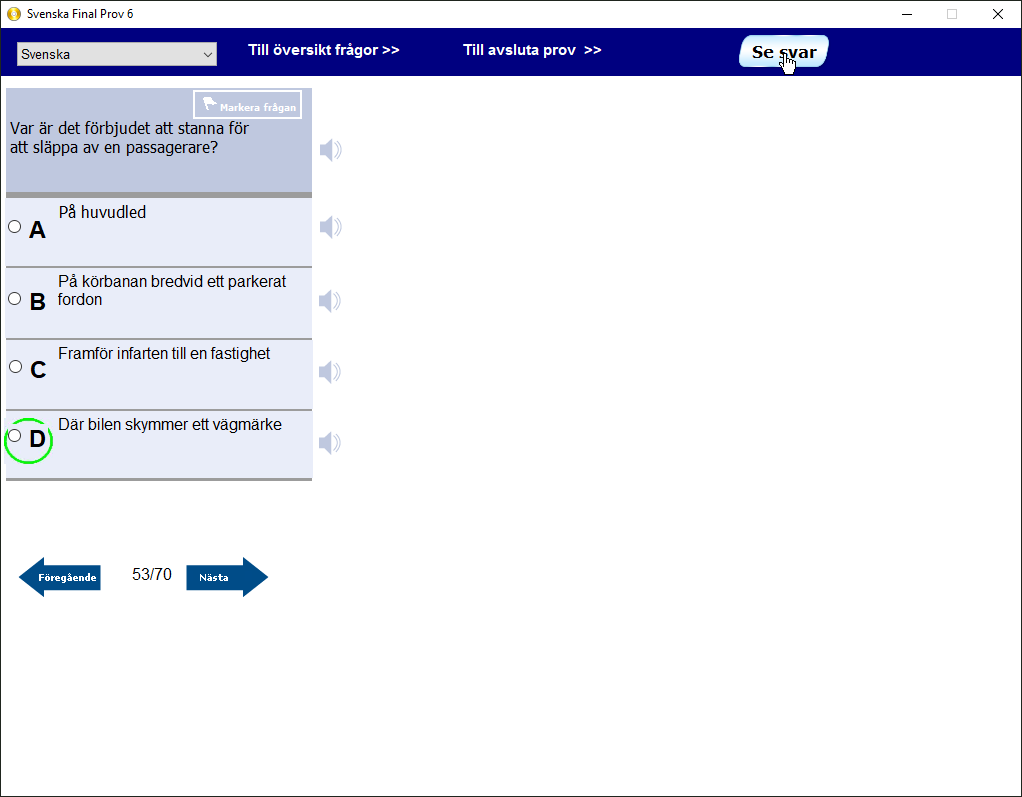 Svenska Final Prov 6
Svenska
Till översikt frågor >>
Till avsluta prov >>
Se svar
Markera frågan
Var är det förbjudet att stanna för
att släppa av en passagerare?
A
På huvudled
B
På körbanan bredvid ett parkerat
fordon
C
Framför infarten till en fastighet
D
Där bilen skymmer ett vägmärke
Föregående
53/70
Nästa